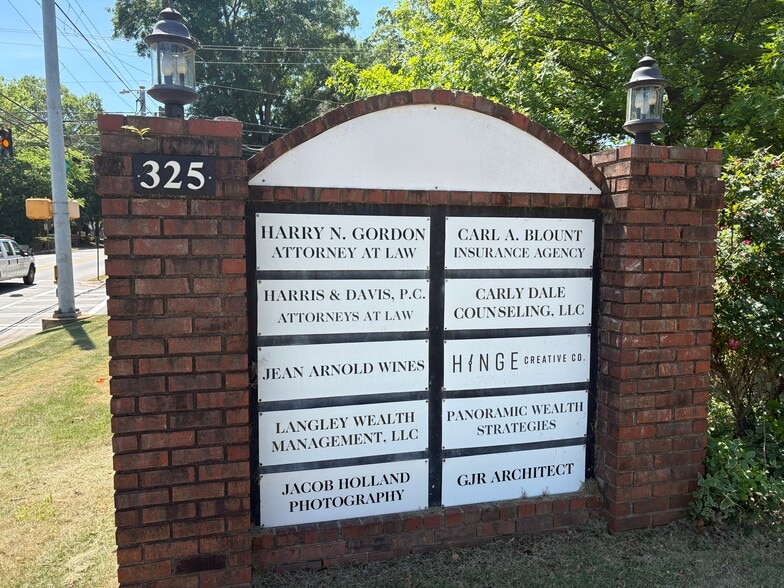 325
HARRY N. GORDON
ATTORNEY AT LAW
HARRIS & DAVIS, P.C.
ATTORNEYS AT LAW
JEAN ARNOLD WINES
LANGLEY WEALTH
MANAGEMENT, LLC
JACOB HOLLAND
PHOTOGRAPHY
CARL A. BLOUNT
INSURANCE AGENCY
CARLY DALE
COUNSELING, LLC
HINGE CREATIVE CO.
PANORAMIC WEALTH
STRATEGIES
GJR ARCHITECT